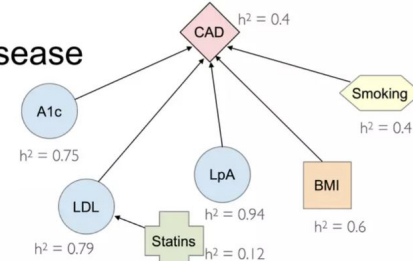 sease
CAD
h² = 0.4
A1c
h² = 0.75
Smoking
h² = 0.4
LpA
h² = 0.94
BMI
h² = 0.6
LDL
h² = 0.79
Statins
h² = 0.12